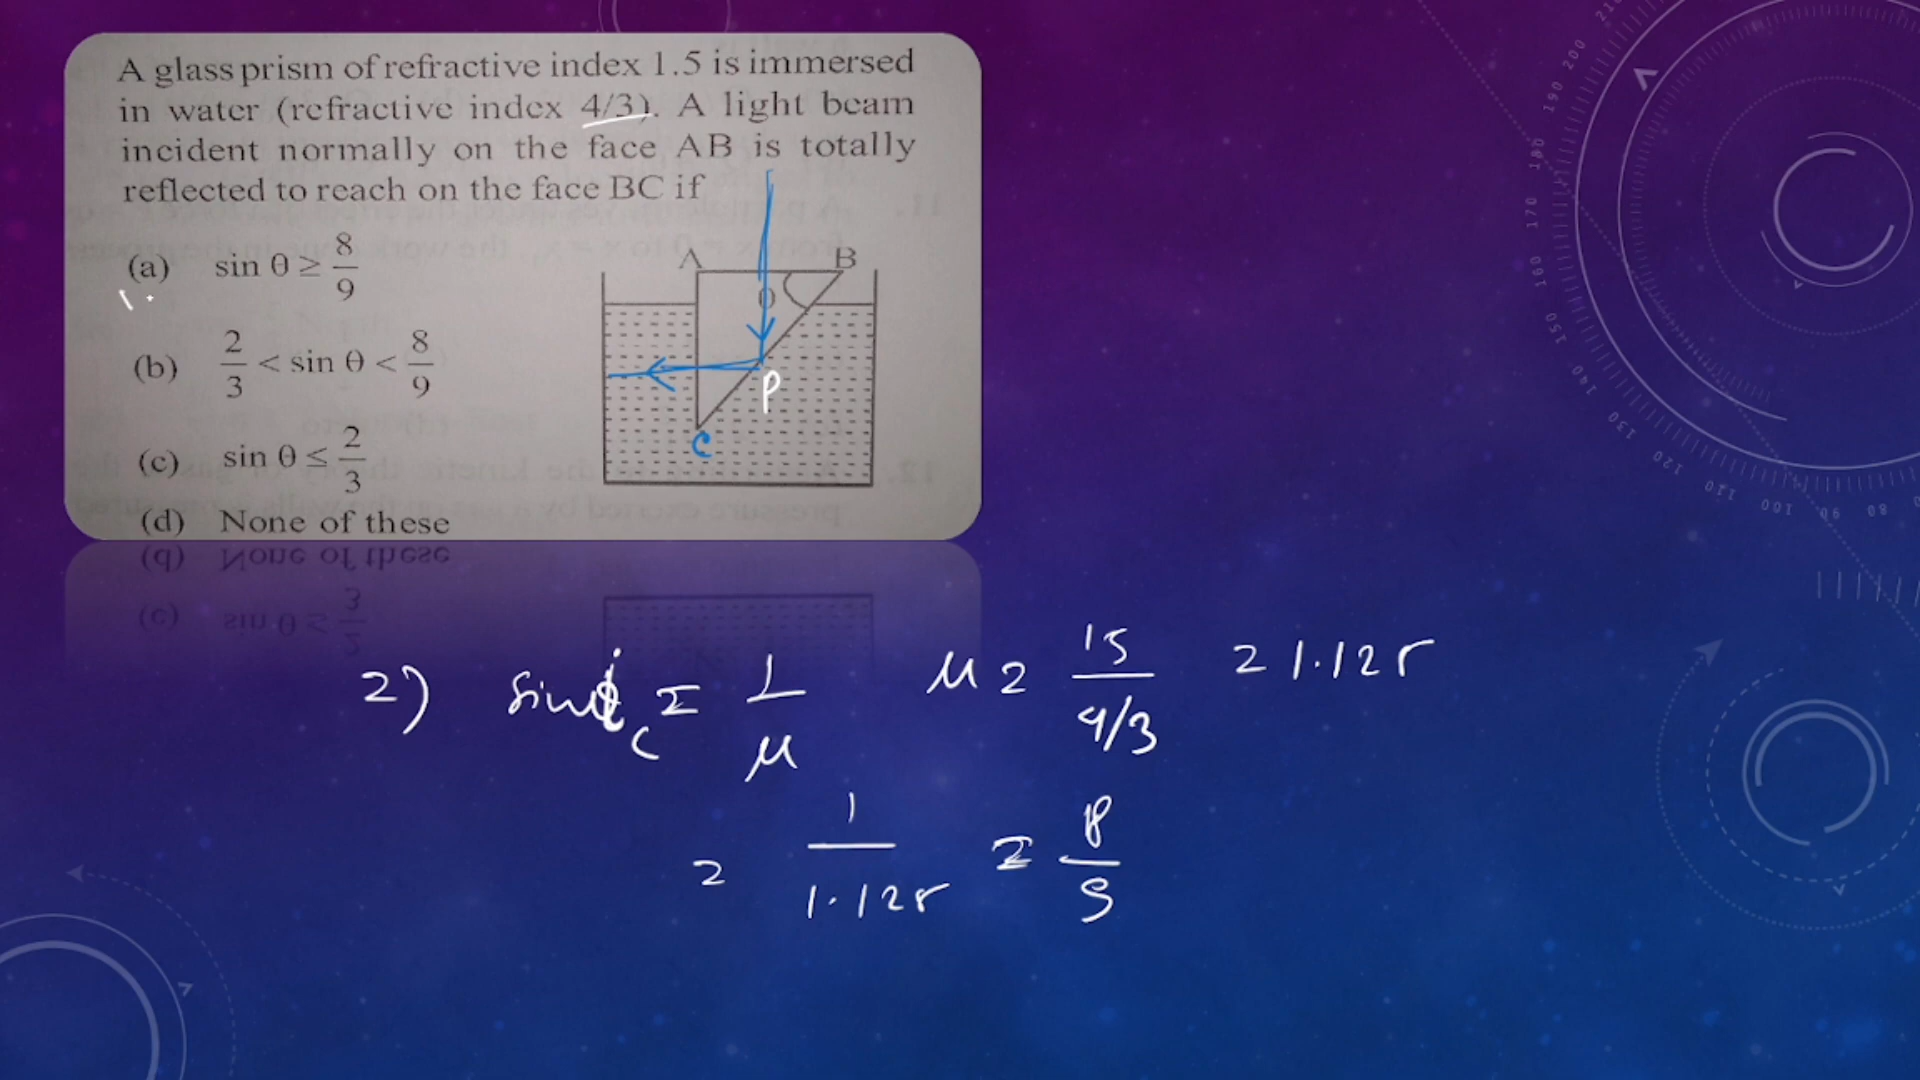 A glass prism of refractive index 1.5 is immersed
in water (refractive index 4/3). A light beam
incident normally on the face AB is totally
reflected to reach on the face BC if
(a) sin θ ≥ 8/9
1.
(b) 2/3 < sin θ < 8/9
(c) sin θ ≤ 2/3
(d) None of these
A B
θ
P
C
2) sin i c = 1/μ μ = 15/4/3 = 1.125
= 1/1.125 = 8/9